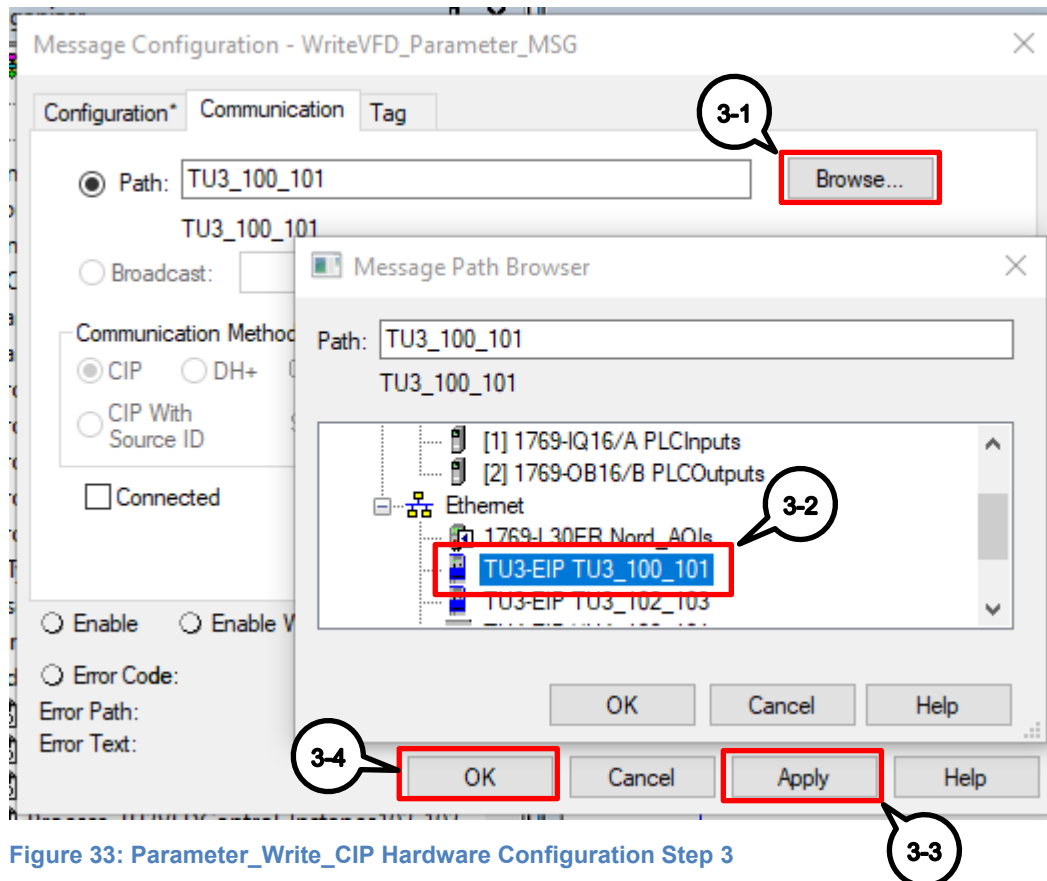 Message Configuration - WriteVFD_Parameter_MSG
Configuration* Communication Tag
3-1
Path: TU3_100_101 Browse...
TU3_100_101
Broadcast:
Message Path Browser
Communication Method
Path: TU3_100_101
CIP DH+
TU3_100_101
CIP With
Source ID
[1] 1769-IQ16/A PLCInputs
[2] 1769-OB16/B PLCOutputs
Connected
Ethernet
3-2
1769-L30ER Nord_AOIs
TU3-EIP TU3_100_101
TU3-EIP TU3_102_103
Enable Enable W
Error Code:
OK Cancel Help
Error Path:
Error Text:
3-4
OK Cancel Apply Help
3-3
Figure 33: Parameter_Write_CIP Hardware Configuration Step 3